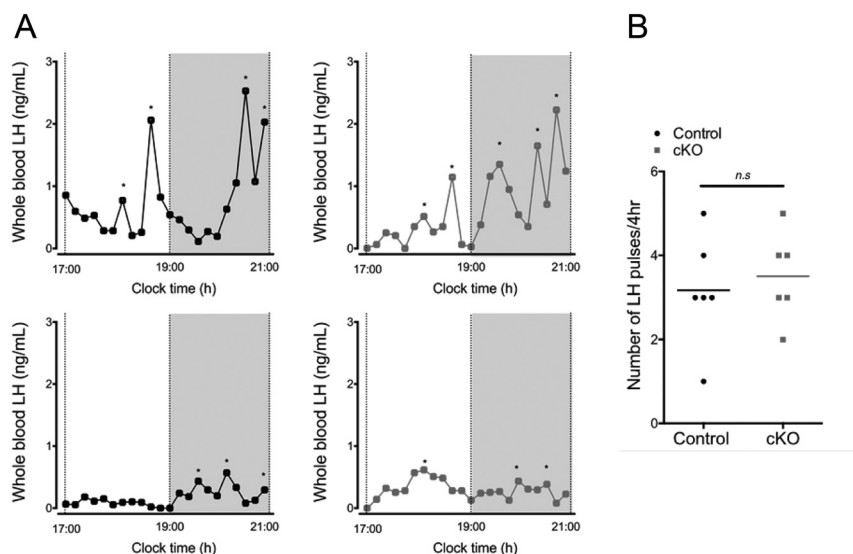 A
B
Whole blood LH (ng/mL)
3
2
1
0
*
*
*
*
17:00
19:00
21:00
Clock time (h)
Whole blood LH (ng/mL)
3
2
1
0
*
*
*
*
*
17:00
19:00
21:00
Clock time (h)
Whole blood LH (ng/mL)
3
2
1
0
*
*
*
17:00
19:00
21:00
Clock time (h)
Whole blood LH (ng/mL)
3
2
1
0
*
*
*
17:00
19:00
21:00
Clock time (h)
Control
cKO
Number of LH pulses/4hr
6
4
2
0
n.s
Control
cKO